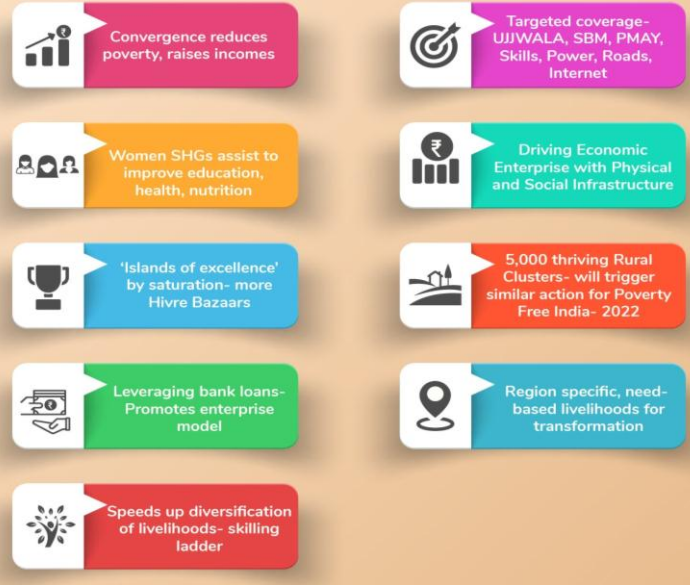 Convergence reduces
poverty, raises incomes
Women SHGs assist to
improve education,
health, nutrition
‘Islands of excellence’
by saturation- more
Hivre Bazaars
Leveraging bank loans-
Promotes enterprise
model
Speeds up diversification
of livelihoods- skilling
ladder
Targeted coverage-
UJJWALA, SBM, PMAY,
Skills, Power, Roads,
Internet
Driving Economic
Enterprise with Physical
and Social Infrastructure
5,000 thriving Rural
Clusters- will trigger
similar action for Poverty
Free India- 2022
Region specific, need-
based livelihoods for
transformation